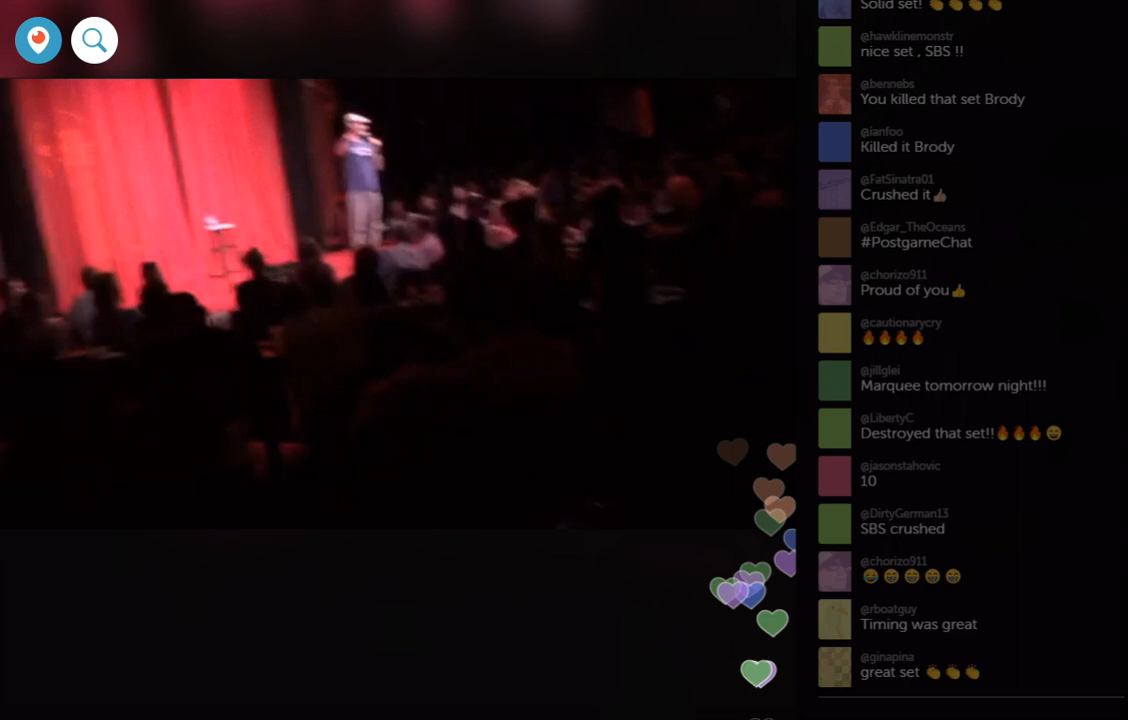 Solid set! 👏👏👏👏
@hawklinemonstr
nice set , SBS !!
@bennebs
You killed that set Brody
@ianfoo
Killed it Brody
@FatSinatra01
Crushed it👍
@Edgar_TheOceans
#PostgameChat
@chorizo911
Proud of you👍
@cautionarycry
🔥🔥🔥🔥
@jillglei
Marquee tomorrow night!!!
@LibertyC
Destroyed that set!!🔥🔥🔥😄
@jasonstahovic
10
@DirtyGerman13
SBS crushed
@chorizo911
😂😁😁😁😁
@rboatguy
Timing was great
@ginapina
great set 👏👏👏